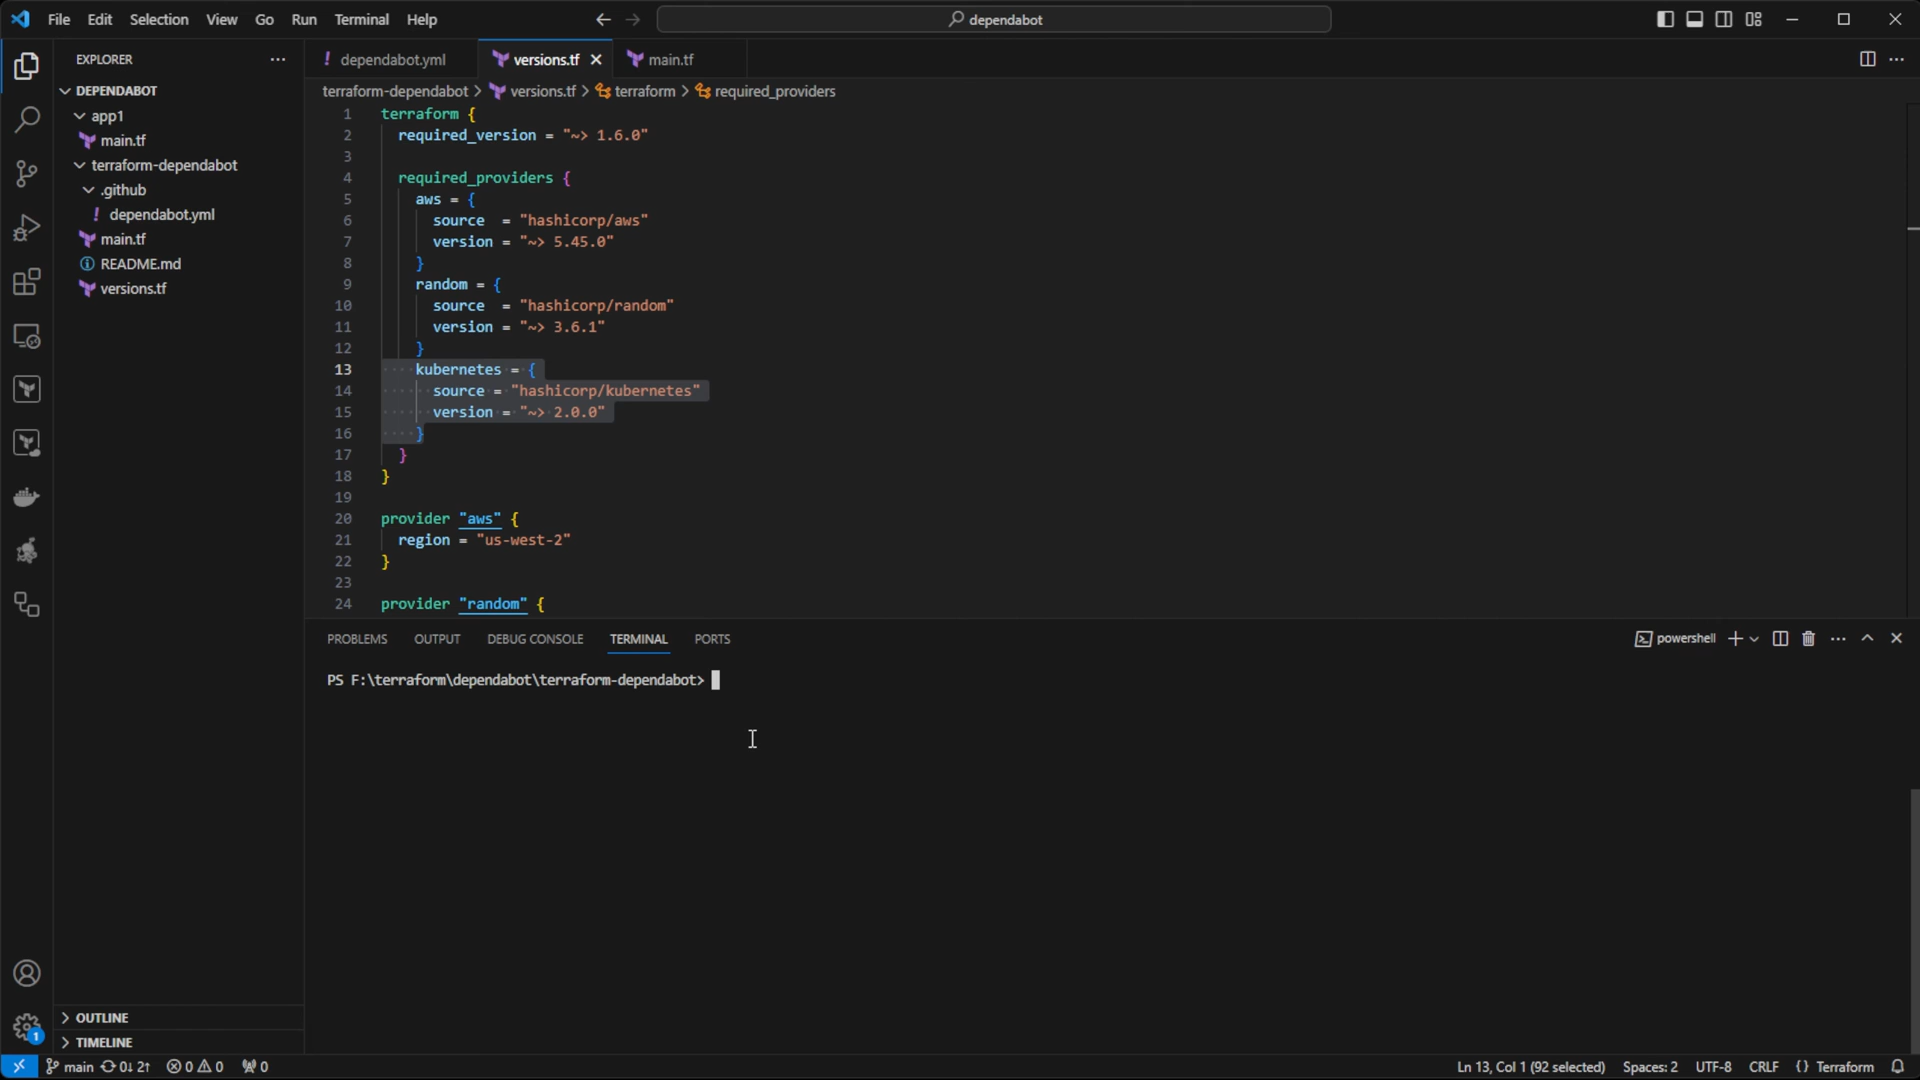 File Edit Selection View Go Run Terminal Help
dependabot
EXPLORER
DEPENDABOT
app1
main.tf
terraform-dependabot
.github
! dependabot.yml
main.tf
README.md
versions.tf
OUTLINE
TIMELINE
! dependabot.yml versions.tf main.tf
terraform-dependabot > versions.tf > terraform > required_providers
1 terraform {
2 required_version = "~> 1.6.0"
3
4 required_providers {
5 aws = {
6 source = "hashicorp/aws"
7 version = "~> 5.45.0"
8 }
9 random = {
10 source = "hashicorp/random"
11 version = "~> 3.6.1"
12 }
13 kubernetes = {
14 source = "hashicorp/kubernetes"
15 version = "~> 2.0.0"
16 }
17 }
18 }
19
20 provider "aws" {
21 region = "us-west-2"
22 }
23
24 provider "random" {
PROBLEMS OUTPUT DEBUG CONSOLE TERMINAL PORTS
powershell
PS F:\terraform\dependabot\terraform-dependabot>
1
main 0↓ 2↑ 0 0 0
Ln 13, Col 1 (92 selected) Spaces: 2 UTF-8 CRLF {} Terraform